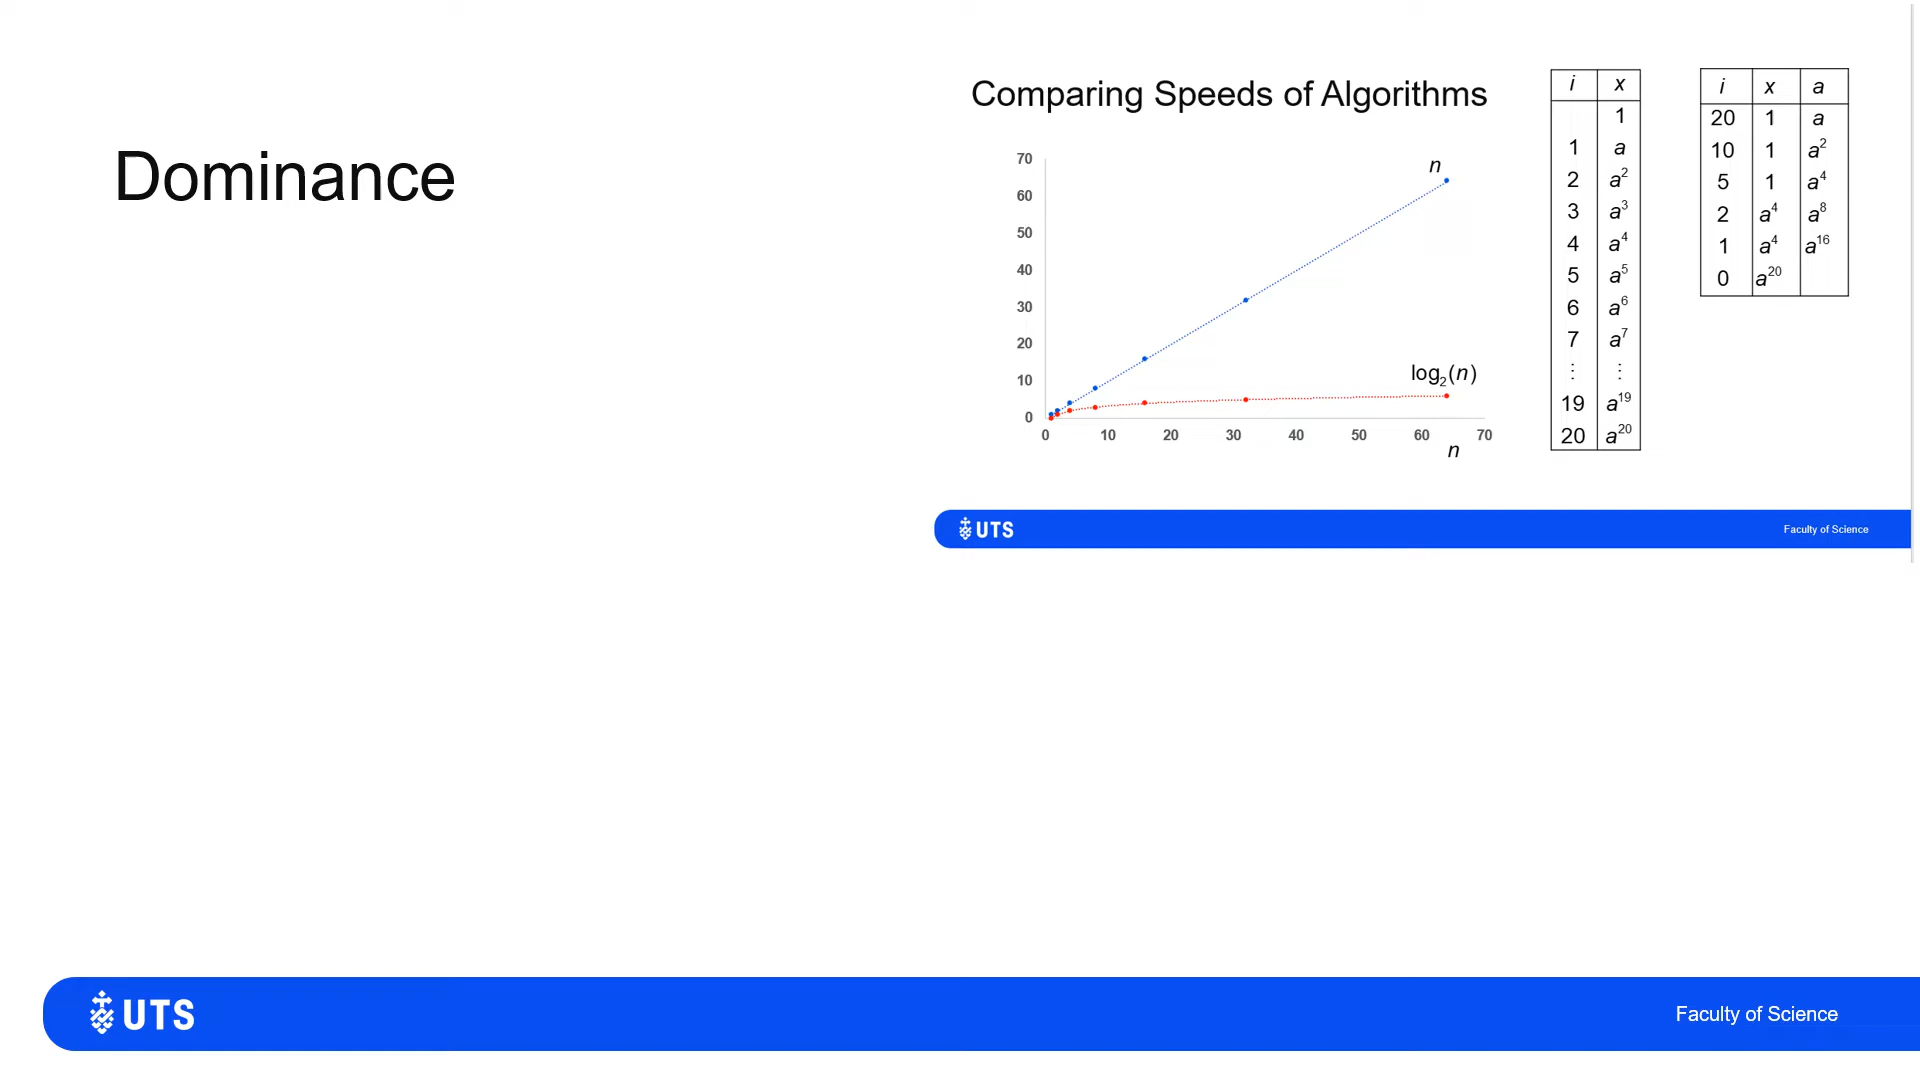 Dominance
Comparing Speeds of Algorithms
70
60
50
40
30
20
10
0
n
log₂(n)
0 10 20 30 40 50 60 70
n
i x
1
1 a
2 a²
3 a³
4 a⁴
5 a⁵
6 a⁶
7 a⁷
⋮ ⋮
19 a¹⁹
20 a²⁰
i x a
20 1 a
10 1 a²
5 1 a⁴
2 a⁴ a⁸
1 a⁴ a¹⁶
0 a²⁰
UTS
Faculty of Science
UTS
Faculty of Science